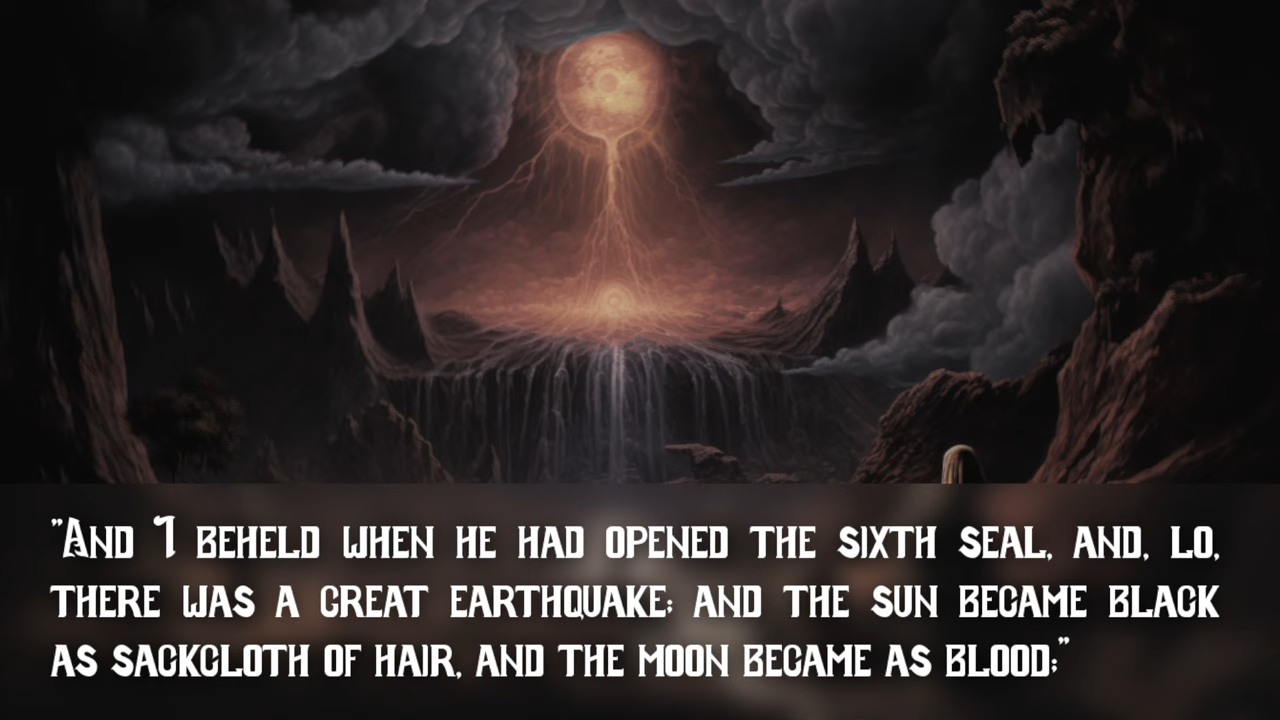 "And I beheld when he had opened the sixth seal, and, lo,
there was a great earthquake; and the sun became black
as sackcloth of hair, and the moon became as blood;"